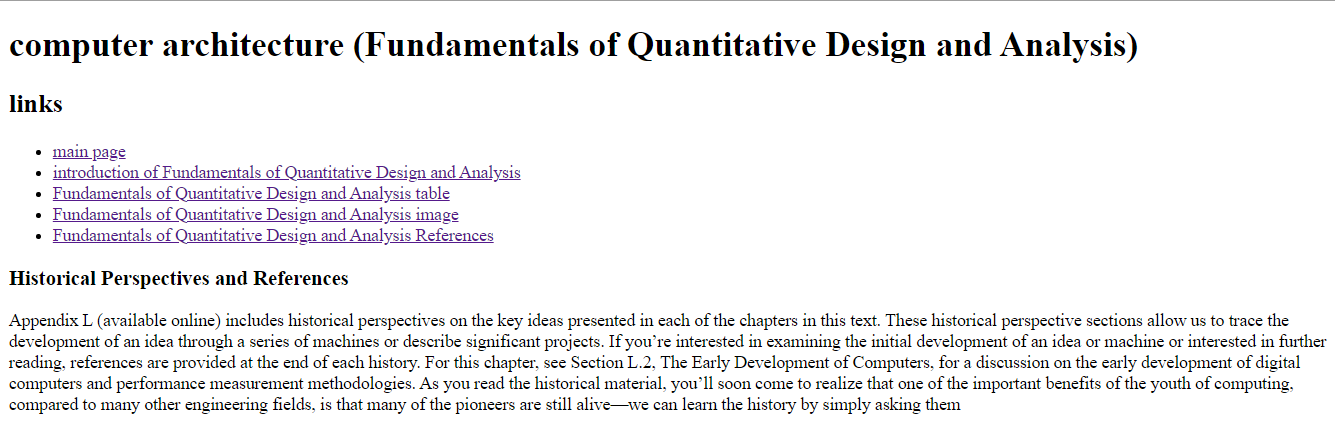 computer architecture (Fundamentals of Quantitative Design and Analysis)
links
main page
introduction of Fundamentals of Quantitative Design and Analysis
Fundamentals of Quantitative Design and Analysis table
Fundamentals of Quantitative Design and Analysis image
Fundamentals of Quantitative Design and Analysis References
Historical Perspectives and References
Appendix L (available online) includes historical perspectives on the key ideas presented in each of the chapters in this text. These historical perspective sections allow us to trace the
development of an idea through a series of machines or describe significant projects. If you’re interested in examining the initial development of an idea or machine or interested in further
reading, references are provided at the end of each history. For this chapter, see Section L.2, The Early Development of Computers, for a discussion on the early development of digital
computers and performance measurement methodologies. As you read the historical material, you’ll soon come to realize that one of the important benefits of the youth of computing,
compared to many other engineering fields, is that many of the pioneers are still alive—we can learn the history by simply asking them